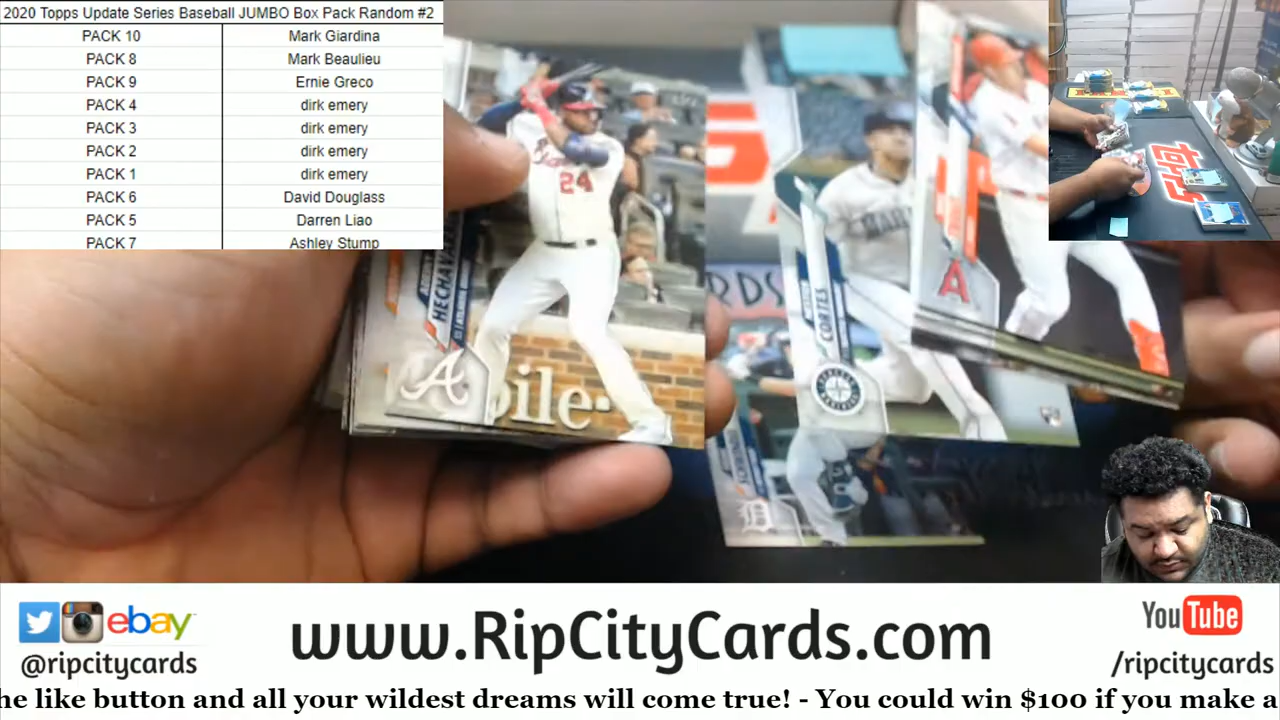 2020 Topps Update Series Baseball JUMBO Box Pack Random #2
PACK 10 Mark Giardina
PACK 8 Mark Beaulieu
PACK 9 Ernie Greco
PACK 4 dirk emery
PACK 3 dirk emery
PACK 2 dirk emery
PACK 1 dirk emery
PACK 6 David Douglass
PACK 5 Darren Liao
PACK 7 Ashley Stump
24
A
ile
CORTES
RDS
A
D
topps
ebay
@ripcitycards
www.RipCityCards.com
YouTube
/ripcitycards
he like button and all your wildest dreams will come true! - You could win $100 if you make a